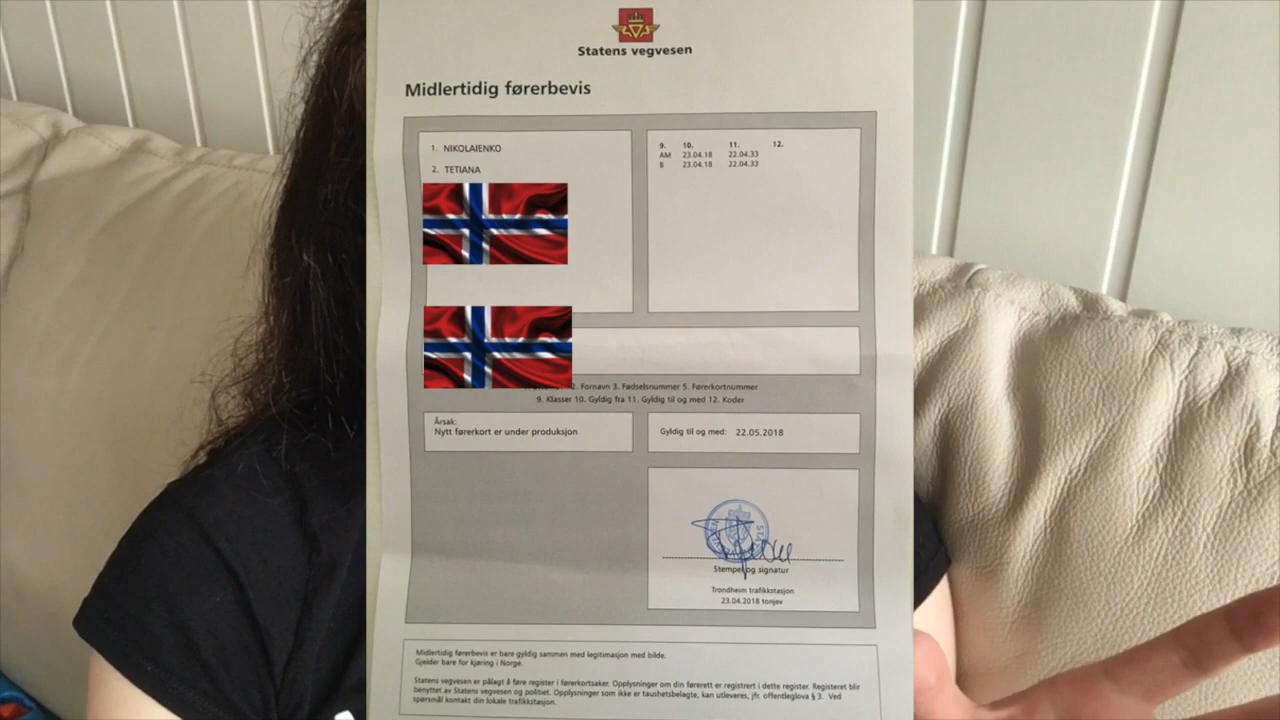 Statens vegvesen
Midlertidig førerbevis
1. NIKOLAIENKO
2. TETIANA
9. 10. 11. 12.
AM 23.04.18 22.04.33
B 23.04.18 22.04.33
2. Fornavn 3. Fødselsnummer 5. Førerkortnummer
9. Klasser 10. Gyldig fra 11. Gyldig til og med 12. Koder
Årsak:
Nytt førerkort er under produksjon
Gyldig til og med: 22.05.2018
Stempel og signatur
Trondheim trafikkstasjon
23.04.2018 tonjev
Midlertidig førerbevis er bare gyldig sammen med legitimasjon med bilde.
Gjelder bare for kjøring i Norge.
Statens vegvesen er pålagt å føre register i førerkortsaker. Opplysninger om din førerett er registrert i dette register. Registeret blir
benyttet av Statens vegvesen og politiet. Opplysninger som ikke er taushetsbelagte, kan utleveres, jfr. offentleglova § 3. Ved
spørsmål kontakt din lokale trafikkstasjon.